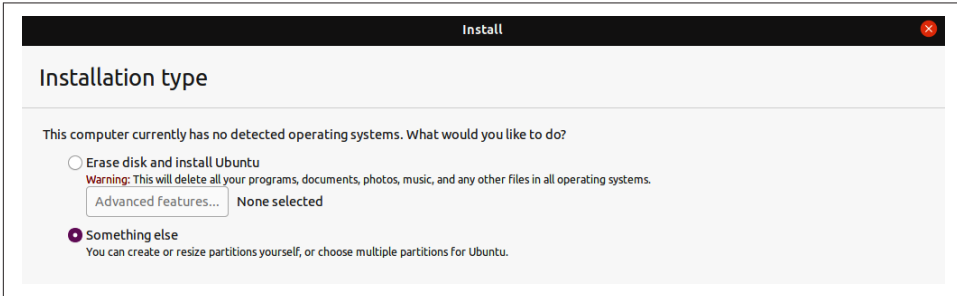 Install
Installation type
This computer currently has no detected operating systems. What would you like to do?
Erase disk and install Ubuntu
Warning: This will delete all your programs, documents, photos, music, and any other files in all operating systems.
Advanced features... None selected
Something else
You can create or resize partitions yourself, or choose multiple partitions for Ubuntu.